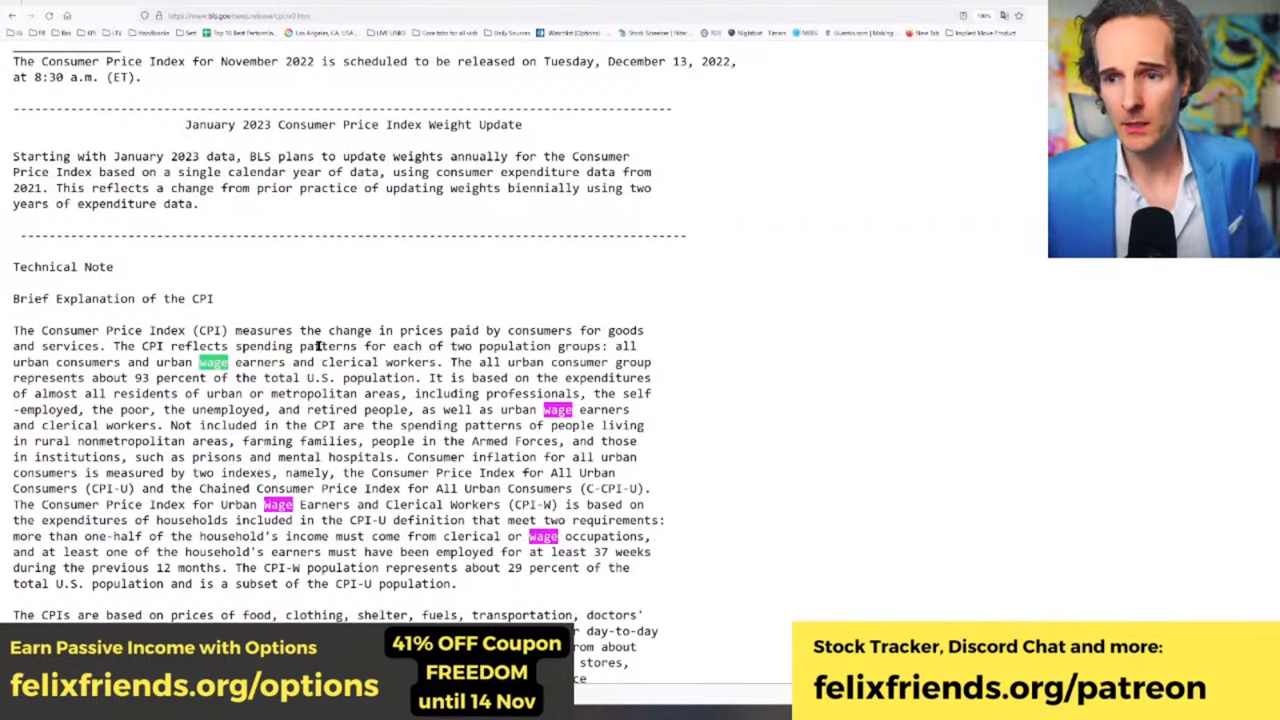 https://www.bls.gov/news.release/cpi.nr0.htm
100%
The Consumer Price Index for November 2022 is scheduled to be released on Tuesday, December 13, 2022,
at 8:30 a.m. (ET).
January 2023 Consumer Price Index Weight Update
Starting with January 2023 data, BLS plans to update weights annually for the Consumer
Price Index based on a single calendar year of data, using consumer expenditure data from
2021. This reflects a change from prior practice of updating weights biennially using two
years of expenditure data.
Technical Note
Brief Explanation of the CPI
The Consumer Price Index (CPI) measures the change in prices paid by consumers for goods
and services. The CPI reflects spending patterns for each of two population groups: all
urban consumers and urban wage earners and clerical workers. The all urban consumer group
represents about 93 percent of the total U.S. population. It is based on the expenditures
of almost all residents of urban or metropolitan areas, including professionals, the self
-employed, the poor, the unemployed, and retired people, as well as urban wage earners
and clerical workers. Not included in the CPI are the spending patterns of people living
in rural nonmetropolitan areas, farming families, people in the Armed Forces, and those
in institutions, such as prisons and mental hospitals. Consumer inflation for all urban
consumers is measured by two indexes, namely, the Consumer Price Index for All Urban
Consumers (CPI-U) and the Chained Consumer Price Index for All Urban Consumers (C-CPI-U).
The Consumer Price Index for Urban Wage Earners and Clerical Workers (CPI-W) is based on
the expenditures of households included in the CPI-U definition that meet two requirements:
more than one-half of the household's income must come from clerical or wage occupations,
and at least one of the household's earners must have been employed for at least 37 weeks
during the previous 12 months. The CPI-W population represents about 29 percent of the
total U.S. population and is a subset of the CPI-U population.
The CPIs are based on prices of food, clothing, shelter, fuels, transportation, doctors'
day-to-day
about
stores,
Earn Passive Income with Options
felixfriends.org/options
41% OFF Coupon
FREEDOM
until 14 Nov
Stock Tracker, Discord Chat and more:
felixfriends.org/patreon